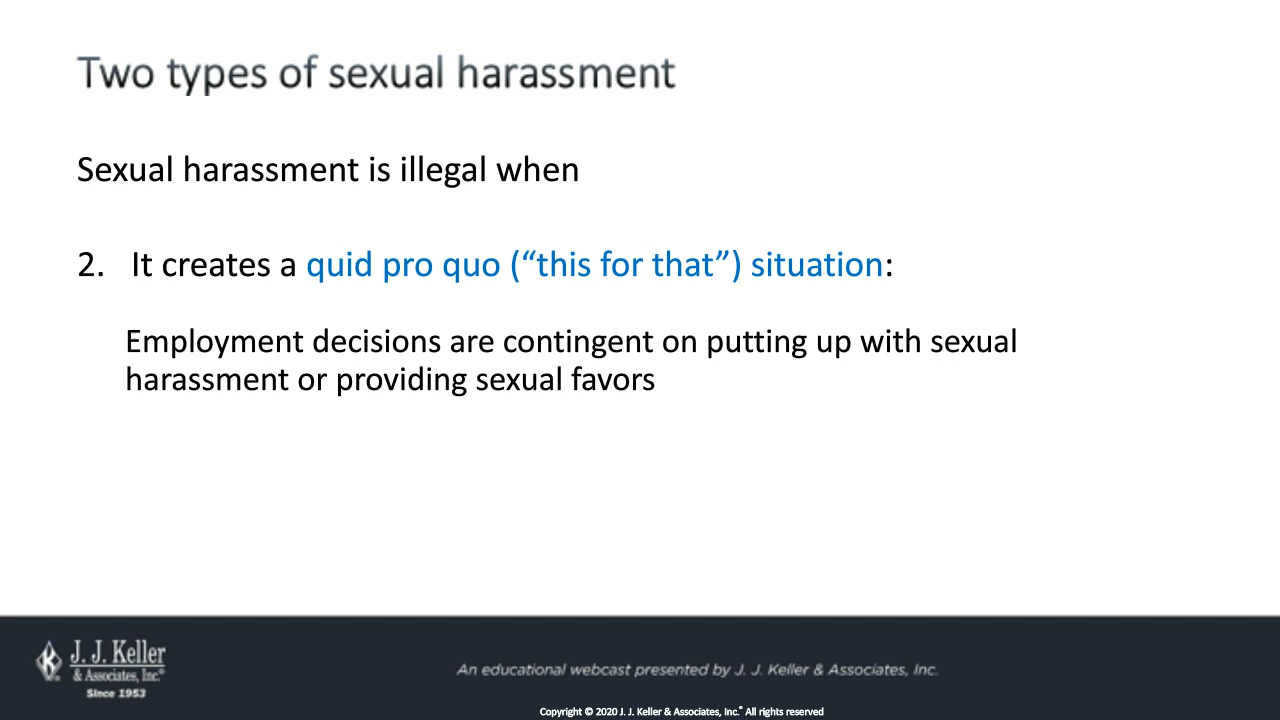 Two types of sexual harassment
Sexual harassment is illegal when
2. It creates a quid pro quo (“this for that”) situation:
Employment decisions are contingent on putting up with sexual
harassment or providing sexual favors
J. J. Keller
& Associates, Inc.®
Since 1953
An educational webcast presented by J. J. Keller & Associates, Inc.
Copyright © 2020 J. J. Keller & Associates, Inc.® All rights reserved